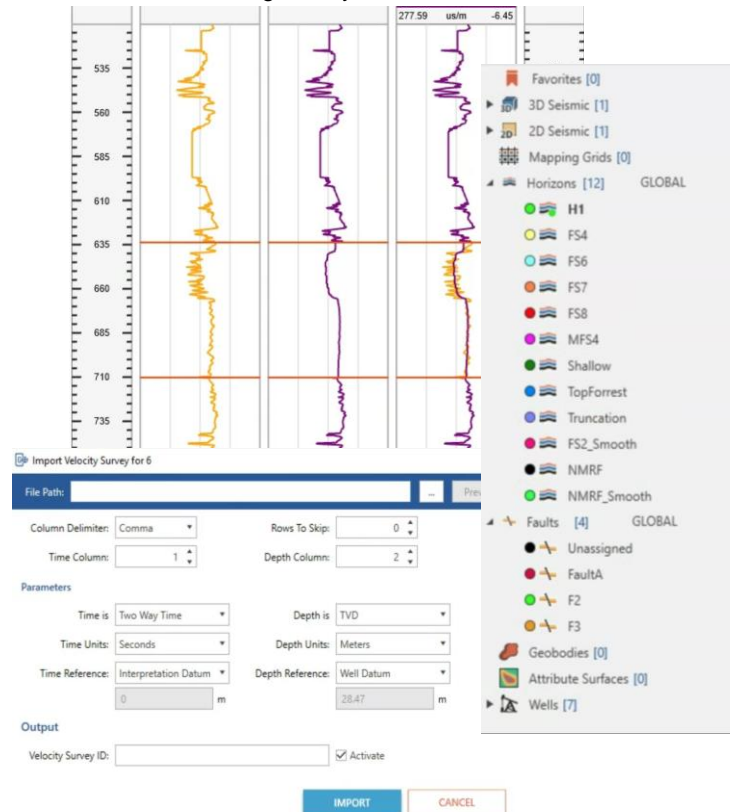 277.59 us/m -6.45
535
560
585
610
635
660
685
710
735
Favorites [0]
3D Seismic [1]
2D Seismic [1]
Mapping Grids [0]
Horizons [12] GLOBAL
H1
FS4
FS6
FS7
FS8
MFS4
Shallow
TopForrest
Truncation
FS2_Smooth
NMRF
NMRF_Smooth
Faults [4] GLOBAL
Unassigned
FaultA
F2
F3
Geobodies [0]
Attribute Surfaces [0]
Wells [7]
Import Velocity Survey for 6
File Path: ...
Column Delimiter: Comma Rows To Skip: 0
Time Column: 1 Depth Column: 2
Parameters
Time is Two Way Time Depth is TVD
Time Units: Seconds Depth Units: Meters
Time Reference: Interpretation Datum Depth Reference: Well Datum
0 m 28.47 m
Output
Velocity Survey ID: Activate
IMPORT CANCEL